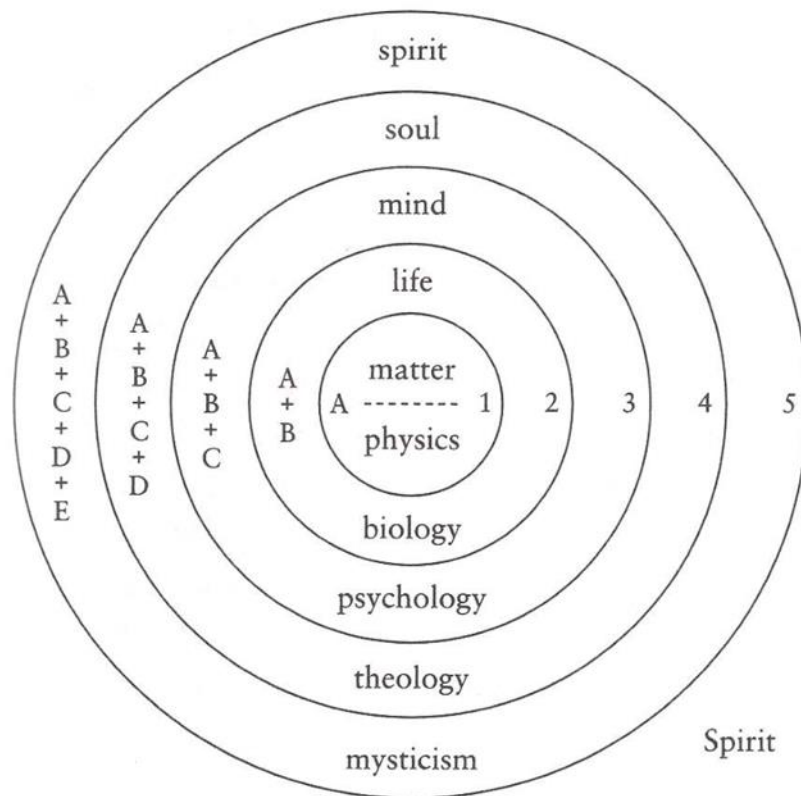 spirit
soul
mind
life
matter
A -------- 1
physics
2
3
4
5
A + B
A + B + C
A + B + C + D
A + B + C + D + E
biology
psychology
theology
mysticism
Spirit